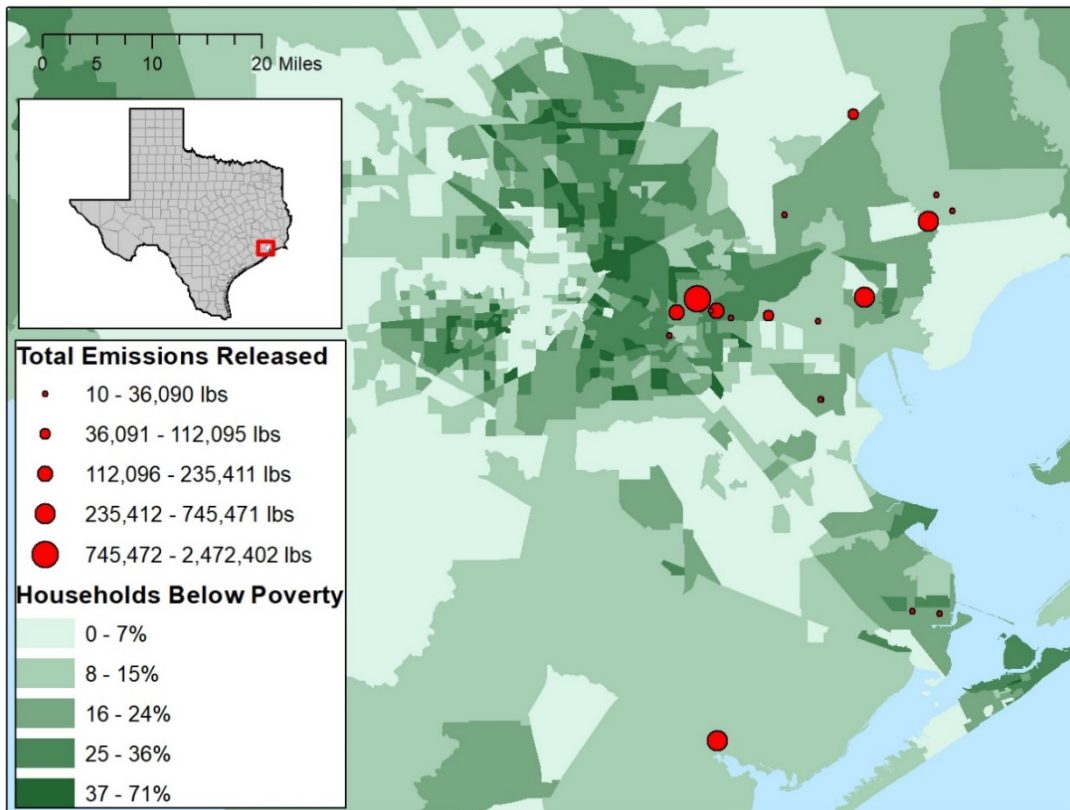 0 5 10 20 Miles
Total Emissions Released
10 - 36,090 lbs
36,091 - 112,095 lbs
112,096 - 235,411 lbs
235,412 - 745,471 lbs
745,472 - 2,472,402 lbs
Households Below Poverty
0 - 7%
8 - 15%
16 - 24%
25 - 36%
37 - 71%